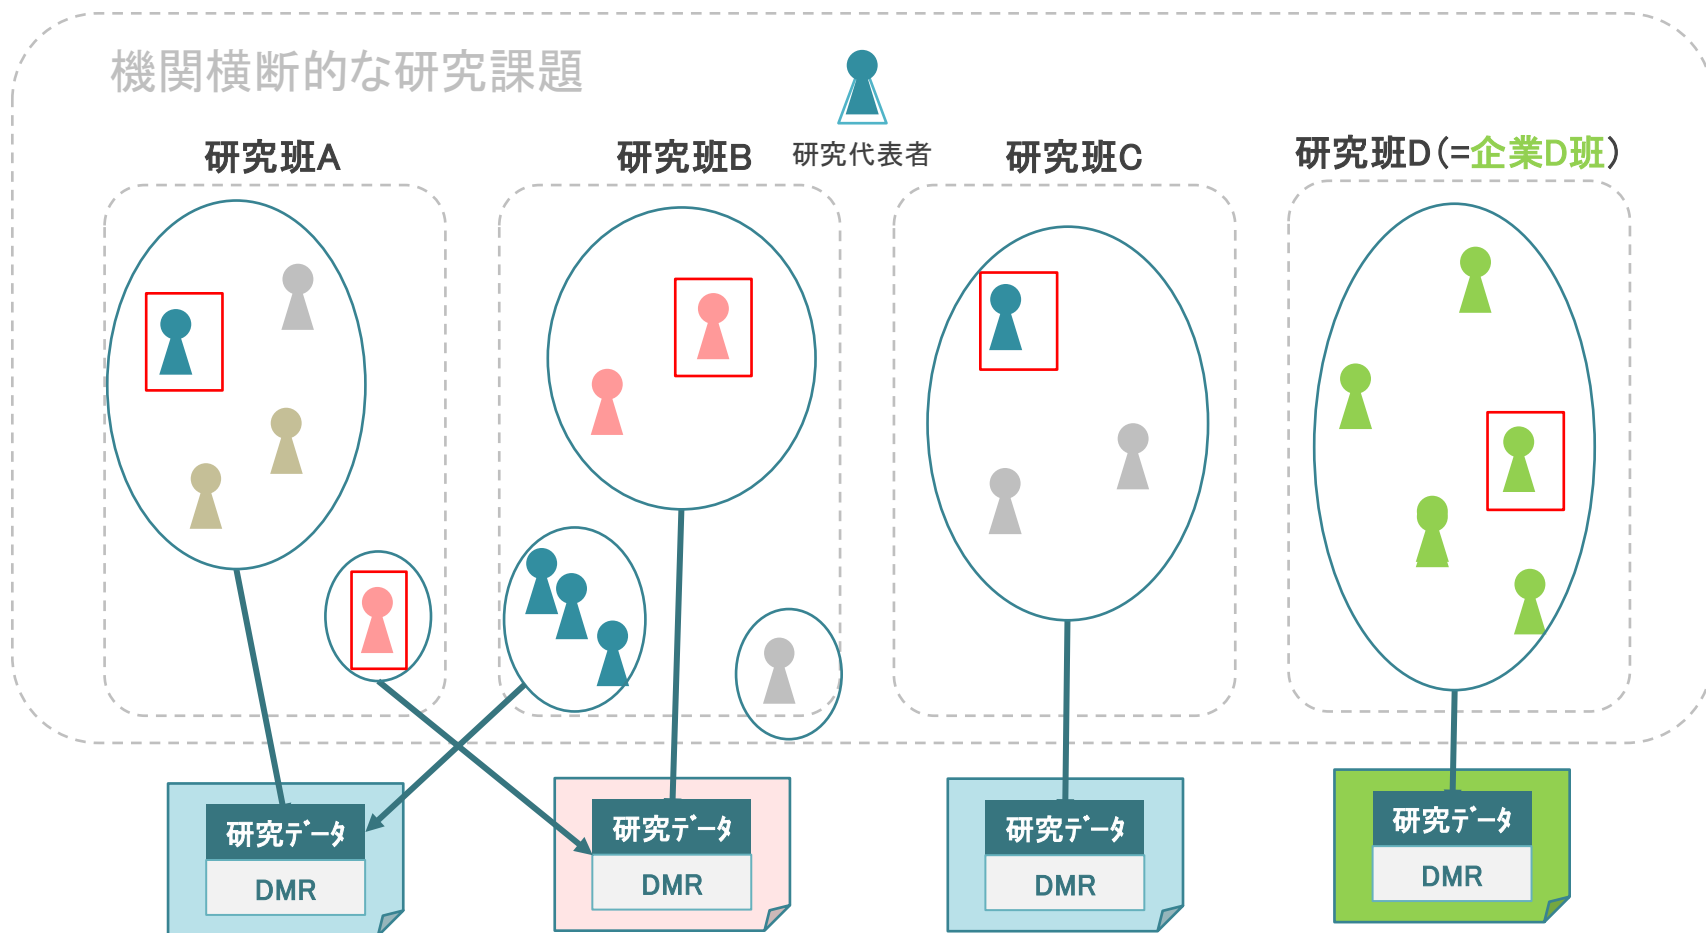 機関横断的な研究課題
研究代表者
研究班A
研究班B
研究班C
研究班D(=企業D班)
研究データ
DMR
研究データ
DMR
研究データ
DMR
研究データ
DMR